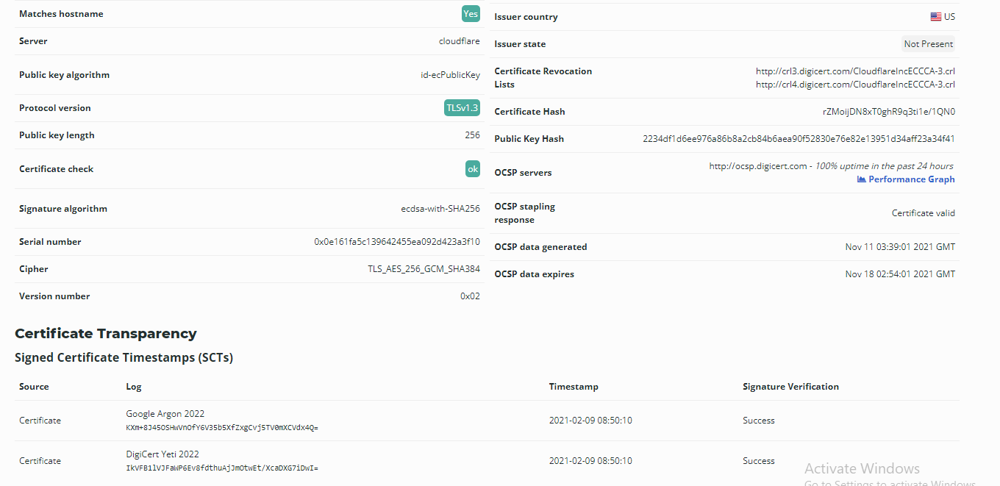 Matches hostname Yes
Server cloudflare
Public key algorithm id-ecPublicKey
Protocol version TLSv1.3
Public key length 256
Certificate check ok
Signature algorithm ecdsa-with-SHA256
Serial number 0x0e161fa5c139642455ea092d423a3f10
Cipher TLS_AES_256_GCM_SHA384
Version number 0x02
Issuer country US
Issuer state Not Present
Certificate Revocation
Lists
http://crl3.digicert.com/CloudflareIncECCCA-3.crl
http://crl4.digicert.com/CloudflareIncECCCA-3.crl
Certificate Hash rZMoijDN8xT0ghR9q3ti1e/1QN0
Public Key Hash 2234df1d6ee976a86b8a2cb84b6aea90f52830e76e82e13951d34aff23a34f41
OCSP servers
http://ocsp.digicert.com - 100% uptime in the past 24 hours
Performance Graph
OCSP stapling
response
Certificate valid
OCSP data generated Nov 11 03:39:01 2021 GMT
OCSP data expires Nov 18 02:54:01 2021 GMT
Certificate Transparency
Signed Certificate Timestamps (SCTs)
Source Log Timestamp Signature Verification
Certificate Google Argon 2022 2021-02-09 08:50:10 Success
KXm+8J45OSHwVnOfY6V35b5XfZxgCvj5TV0mXCVdx4Q=
Certificate DigiCert Yeti 2022 2021-02-09 08:50:10 Success
IkVFB1lVJFaWP6Ev8fdthuAjJmOtwEt/XcaDXG7iDwI=
Activate Windows
Go to Settings to activate Windows.